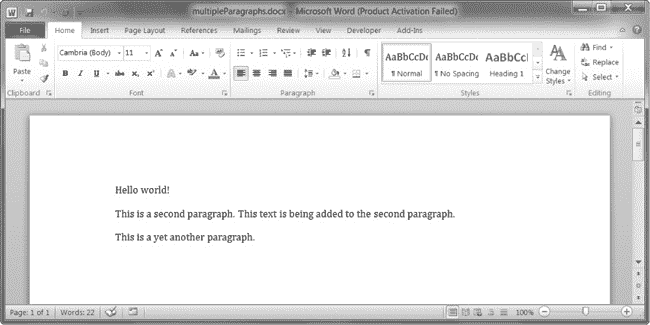 multipleParagraphs.docx - Microsoft Word (Product Activation Failed)
File Home Insert Page Layout References Mailings Review View Developer Add-Ins
Paste
Cambria (Body) 11
B I U abc x₂ x²
AaBbCcDc AaBbCcDc AaBbCcI
¶ Normal ¶ No Spacing Heading 1
Change Styles
Find
Replace
Select
Clipboard Font Paragraph Styles Editing
Hello world!
This is a second paragraph. This text is being added to the second paragraph.
This is a yet another paragraph.
Page: 1 of 1 Words: 22 100%